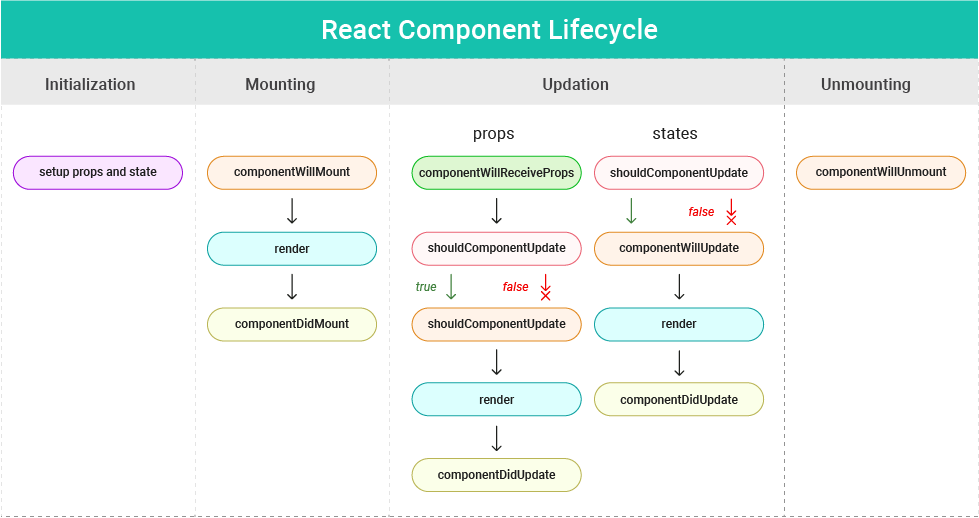 React Component Lifecycle
Initialization
Mounting
Updation
Unmounting
props
states
setup props and state
componentWillMount
render
componentDidMount
componentWillReceiveProps
shouldComponentUpdate
true
false
shouldComponentUpdate
render
componentDidUpdate
shouldComponentUpdate
false
componentWillUpdate
render
componentDidUpdate
componentWillUnmount